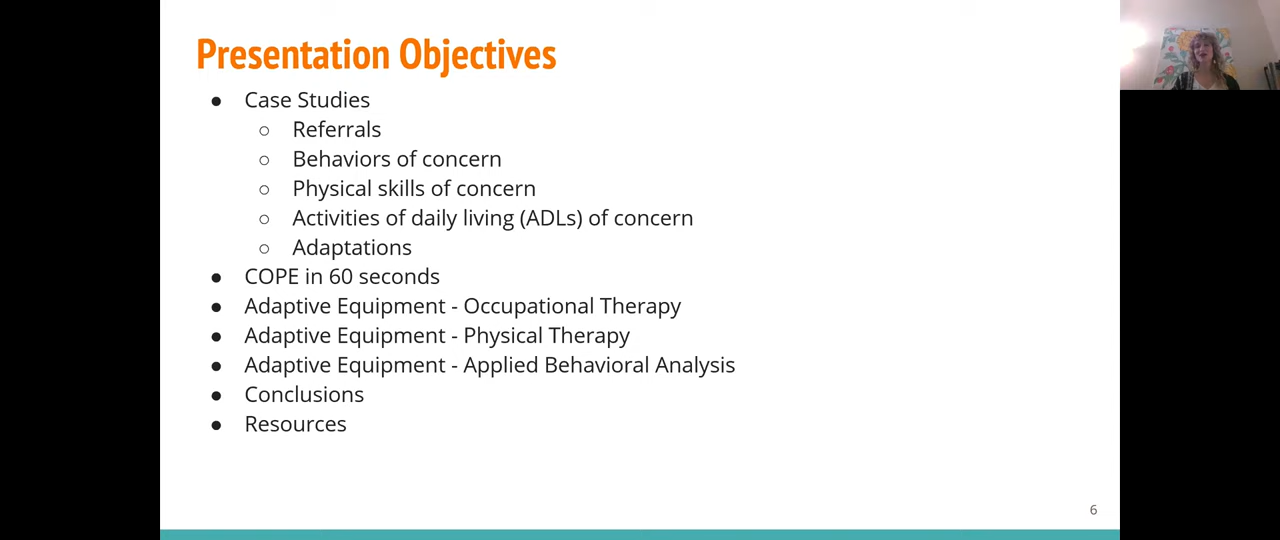 Presentation Objectives
● Case Studies
○ Referrals
○ Behaviors of concern
○ Physical skills of concern
○ Activities of daily living (ADLs) of concern
○ Adaptations
● COPE in 60 seconds
● Adaptive Equipment - Occupational Therapy
● Adaptive Equipment - Physical Therapy
● Adaptive Equipment - Applied Behavioral Analysis
● Conclusions
● Resources
6